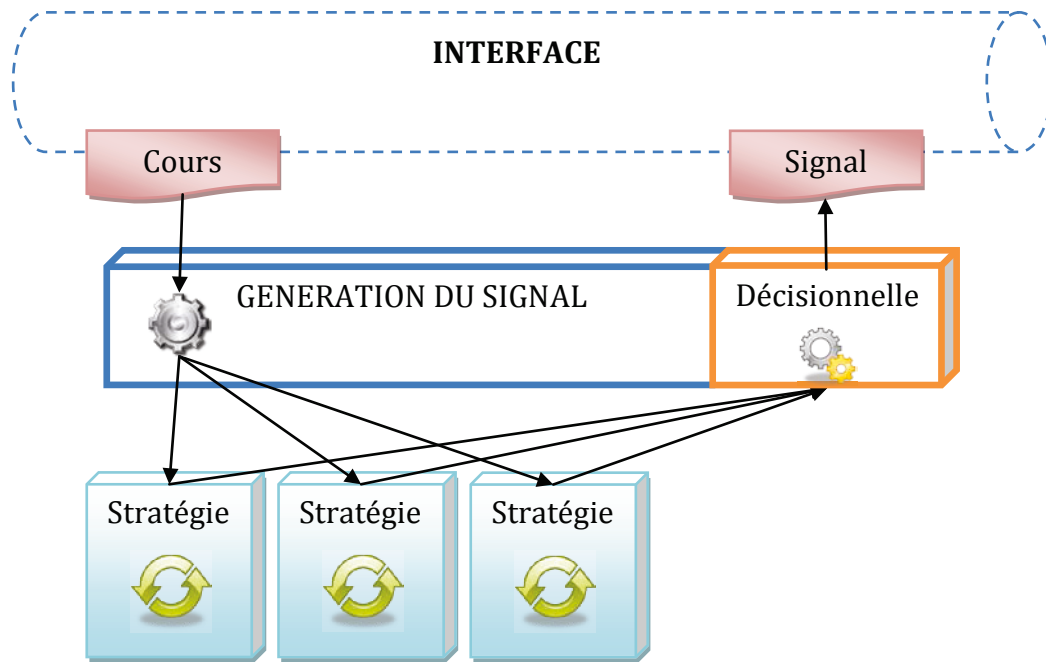 INTERFACE
Cours
Signal
GENERATION DU SIGNAL
Décisionnelle
Stratégie
Stratégie
Stratégie